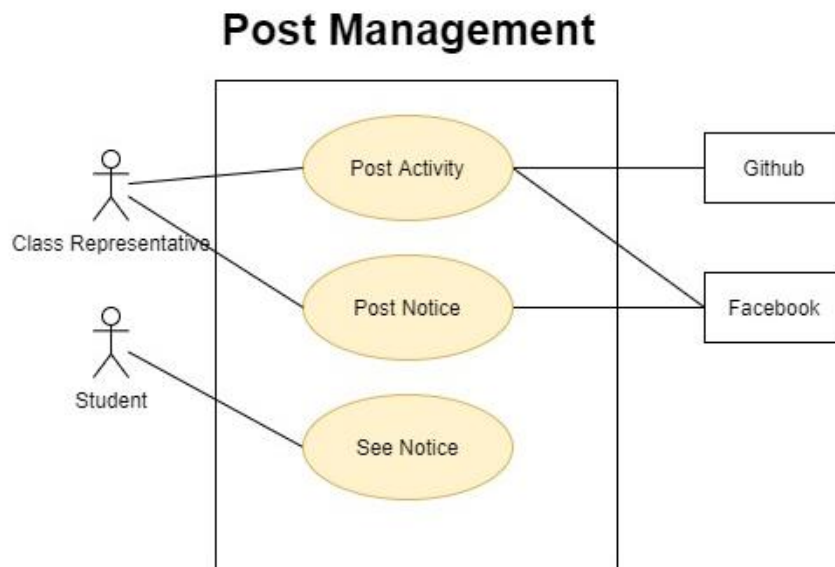 Post Management
Post Activity
Github
Class Representative
Post Notice
Facebook
Student
See Notice